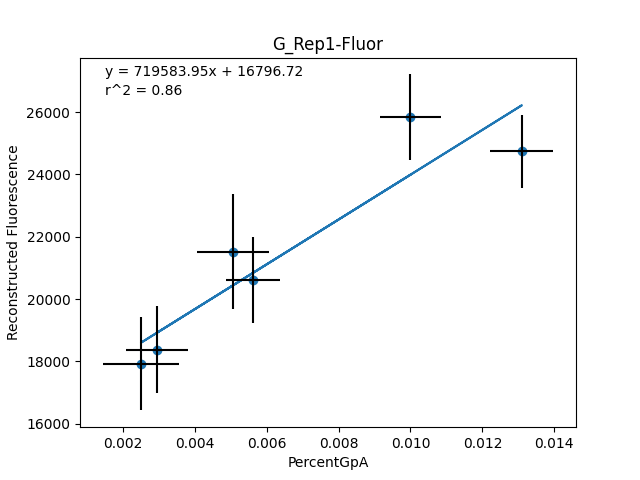 G_Rep1-Fluor
y = 719583.95x + 16796.72
r^2 = 0.86
26000
24000
22000
20000
18000
16000
Reconstructed Fluorescence
0.002 0.004 0.006 0.008 0.010 0.012 0.014
PercentGpA